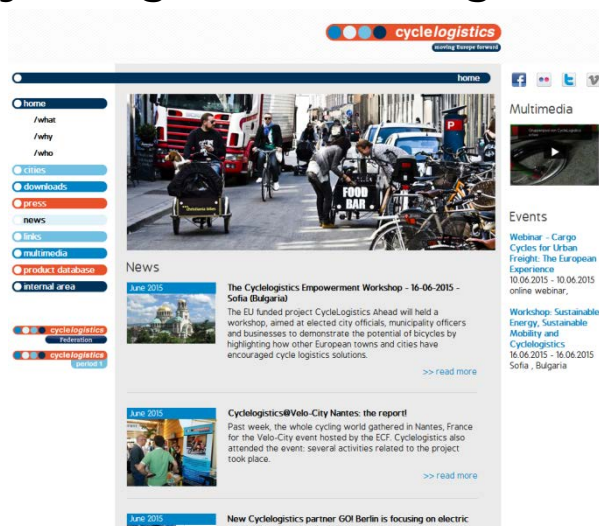 cyclelogistics
moving Europe forward
home
home
/what
/why
/who
cities
downloads
press
news
links
multimedia
product database
internal area
cyclelogistics
Federation
cyclelogistics
period 1
FOOD
BAR
P
News
June 2015
The Cyclelogistics Empowerment Workshop - 16-06-2015 -
Sofia (Bulgaria)
The EU funded project CycleLogistics Ahead will held a
workshop, aimed at elected city officials, municipality officers
and businesses to demonstrate the potential of bicycles by
highlighting how other European towns and cities have
encouraged cycle logistics solutions.
>> read more
June 2015
Cyclelogistics@Velo-City Nantes: the report!
Past week, the whole cycling world gathered in Nantes, France
for the Velo-City event hosted by the ECF. Cyclelogistics also
attended the event: several activities related to the project
took place.
>> read more
June 2015
New Cyclelogistics partner GO! Berlin is focusing on electric
Multimedia
Events
Webinar - Cargo
Cycles for Urban
Freight: The European
Experience
10.06.2015 - 10.06.2015
online webinar,
Workshop: Sustainable
Energy, Sustainable
Mobility and
Cyclelogistics
16.06.2015 - 16.06.2015
Sofia , Bulgaria